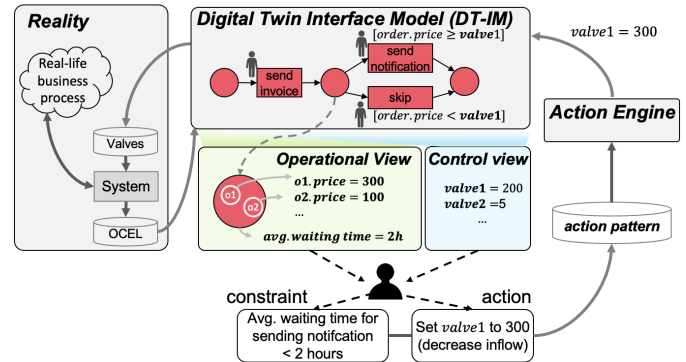 Reality
Real-life
business
process
Valves
System
OCEL
Digital Twin Interface Model (DT-IM)
[order.price ≥ valve1]
send
notification
send
invoice
skip
[order.price < valve1]
valve1 = 300
Action Engine
action pattern
Operational View
o1
o2
o1.price = 300
o2.price = 100
...
avg.waiting time = 2h
Control view
valve1 = 200
valve2 =5
...
constraint
action
Avg. waiting time for
sending notifcation
< 2 hours
Set valve1 to 300
(decrease inflow)